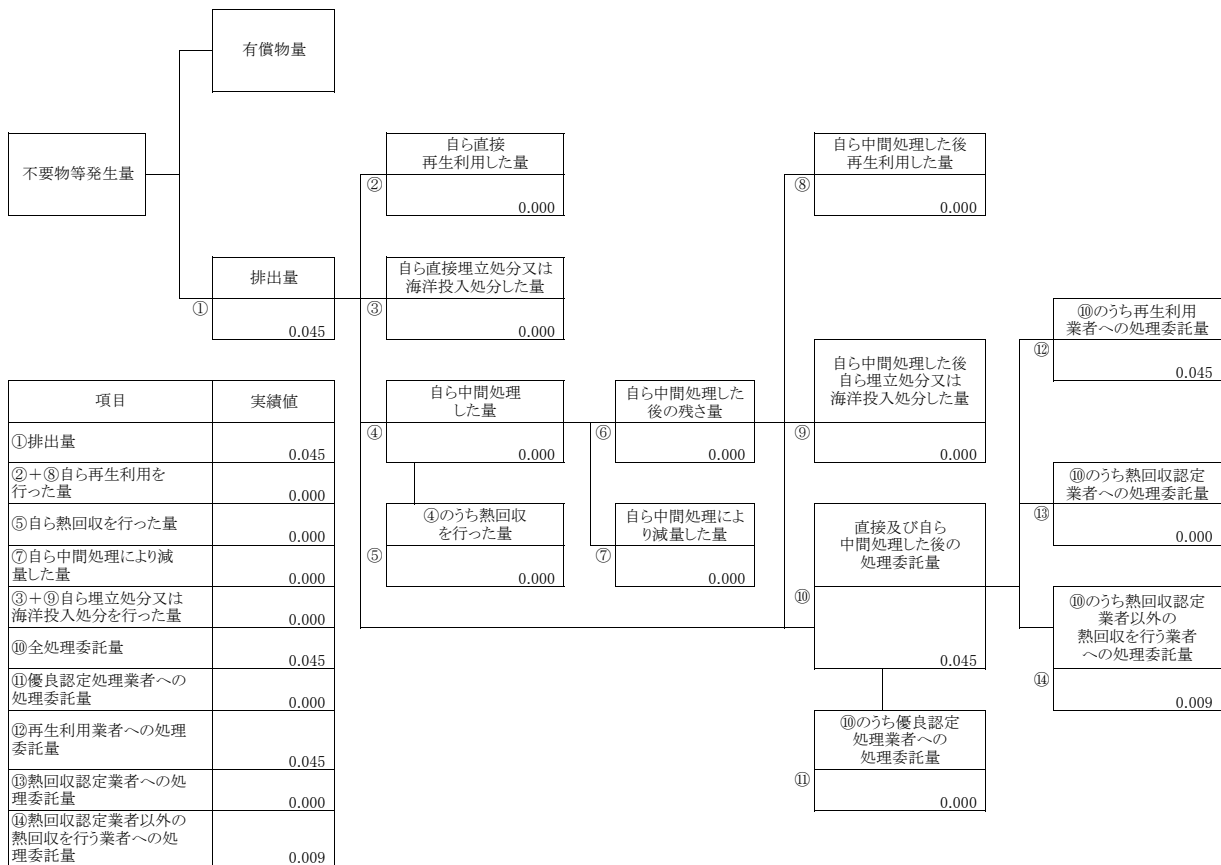 有償物量
不要物等発生量
自ら直接
再生利用した量
②
0.000
自ら中間処理した後
再生利用した量
⑧
0.000
排出量
①
0.045
自ら直接埋立処分又は
海洋投入処分した量
③
0.000
⑩のうち再生利用
業者への処理委託量
⑫
0.045
自ら中間処理
した量
④
0.000
自ら中間処理した
後の残さ量
⑥
0.000
自ら中間処理した後
自ら埋立処分又は
海洋投入処分した量
⑨
0.000
⑩のうち熱回収認定
業者への処理委託量
⑬
0.000
④のうち熱回収
を行った量
⑤
0.000
自ら中間処理によ
り減量した量
⑦
0.000
直接及び自ら
中間処理した後の
処理委託量
⑩
0.045
⑩のうち熱回収認定
業者以外の
熱回収を行う業者
への処理委託量
⑭
0.009
⑩のうち優良認定
処理業者への
処理委託量
⑪
0.000
項目 実績値
①排出量 0.045
②+⑧自ら再生利用を
行った量 0.000
⑤自ら熱回収を行った量 0.000
⑦自ら中間処理により減
量した量 0.000
③+⑨自ら埋立処分又は
海洋投入処分を行った量 0.000
⑩全処理委託量 0.045
⑪優良認定処理業者への
処理委託量 0.000
⑫再生利用業者への処理
委託量 0.045
⑬熱回収認定業者への処
理委託量 0.000
⑭熱回収認定業者以外の
熱回収を行う業者への処
理委託量 0.009